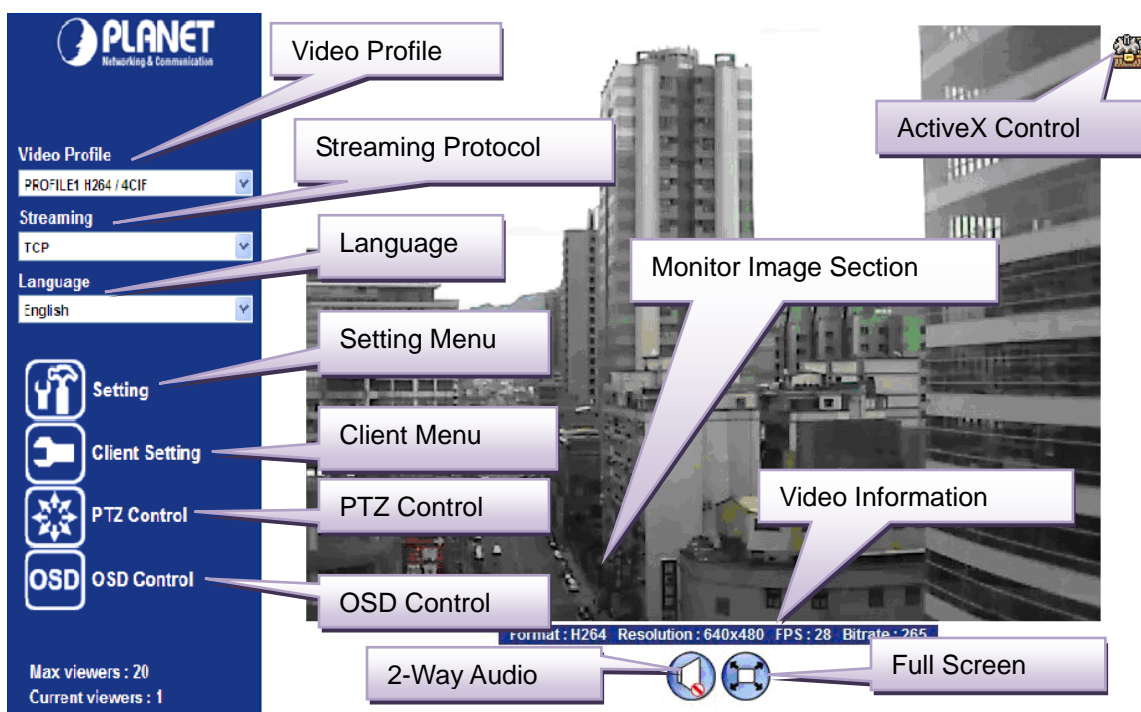 PLANET
Networking & Communication
Video Profile
ActiveX Control
Video Profile
PROFILE1 H264 / 4CIF
Streaming Protocol
Streaming
TCP
Language
Monitor Image Section
Language
English
Setting Menu
Setting
Client Menu
Client Setting
PTZ Control
Video Information
PTZ Control
OSD
OSD Control
OSD Control
Format : H264 Resolution : 640x480 FPS : 28 Bitrate : 265
2-Way Audio
Full Screen
Max viewers : 20
Current viewers : 1